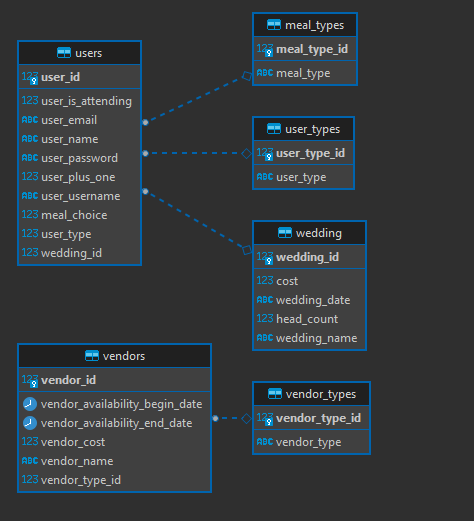 users
123 user_id
123 user_is_attending
ABC user_email
ABC user_name
ABC user_password
123 user_plus_one
ABC user_username
123 meal_choice
123 user_type
123 wedding_id
meal_types
123 meal_type_id
ABC meal_type
user_types
123 user_type_id
ABC user_type
wedding
123 wedding_id
123 cost
ABC wedding_date
123 head_count
ABC wedding_name
vendors
123 vendor_id
vendor_availability_begin_date
vendor_availability_end_date
123 vendor_cost
ABC vendor_name
123 vendor_type_id
vendor_types
123 vendor_type_id
ABC vendor_type